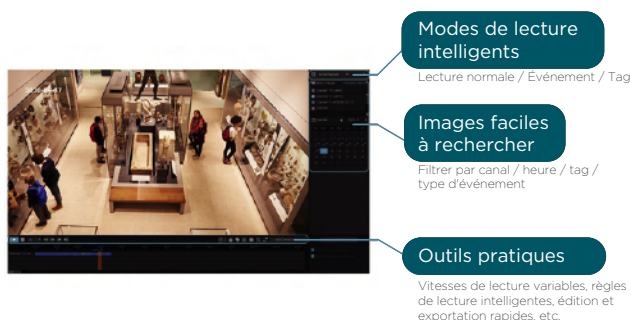 Modes de lecture
intelligents
Lecture normale / Événement / Tag
Images faciles
à rechercher
Filtrer par canal / heure / tag /
type d'événement
Outils pratiques
Vitesses de lecture variables, règles
de lecture intelligentes, édition et
exportation rapides, etc.